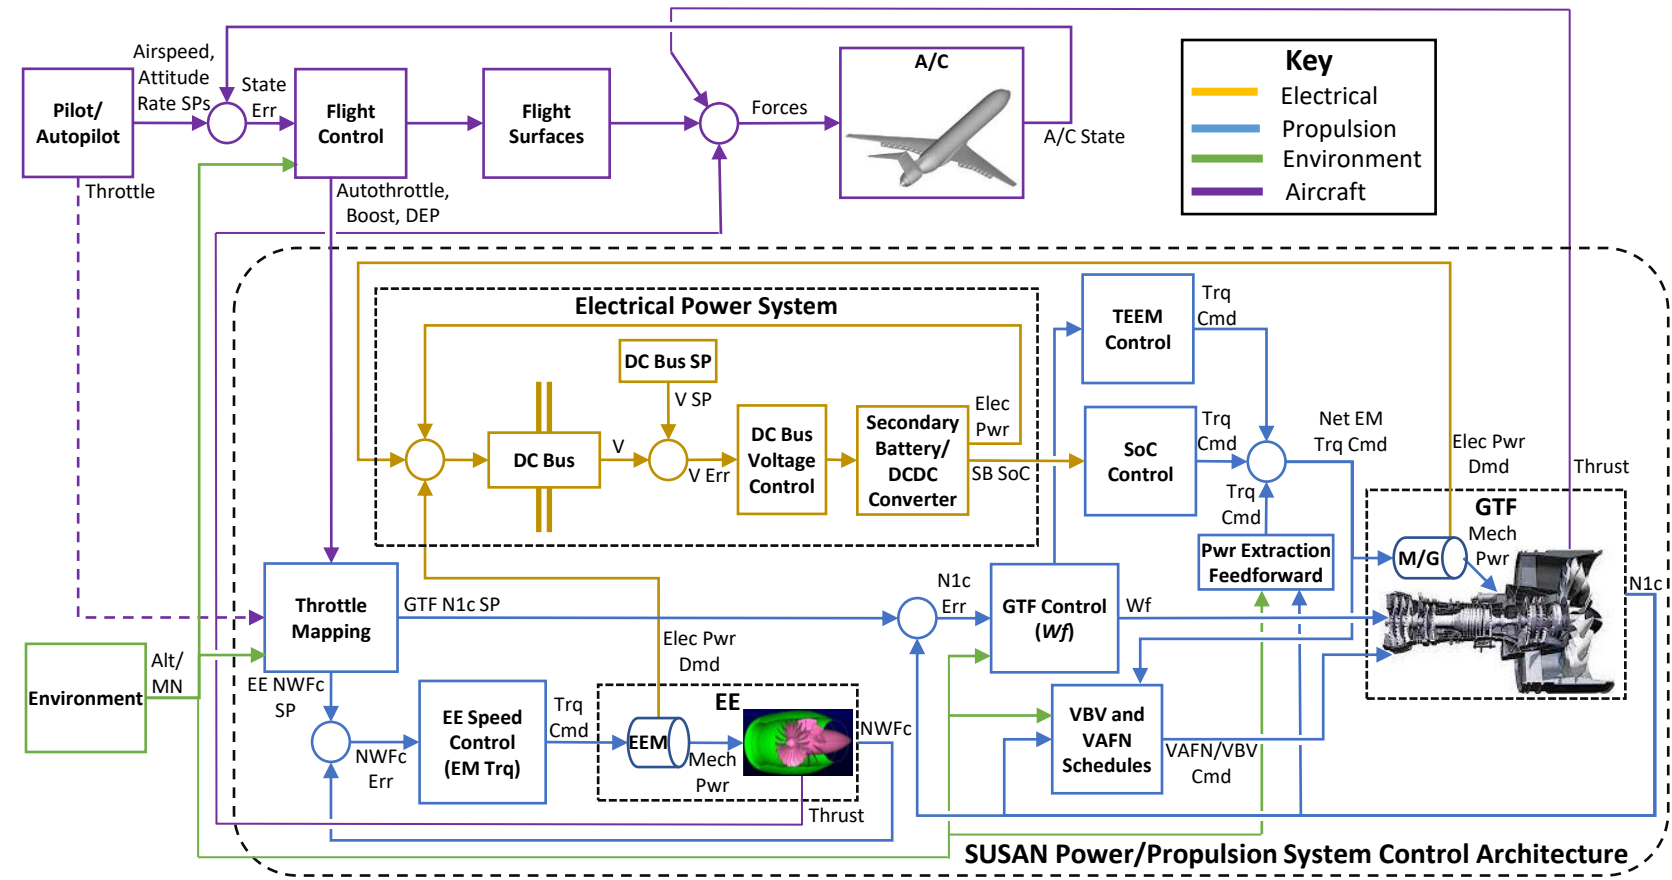 Airspeed,
Attitude
Rate SPs
Pilot/
Autopilot
State
Err
Flight
Control
Flight
Surfaces
Forces
A/C
A/C State
Key
Electrical
Propulsion
Environment
Aircraft
Throttle
Autothrottle,
Boost, DEP
Electrical Power System
DC Bus SP
V SP
DC Bus
V
V Err
DC Bus
Voltage
Control
Secondary
Battery/
DCDC
Converter
Elec
Pwr
SB SoC
TEEM
Control
Trq
Cmd
SoC
Control
Trq
Cmd
Net EM
Trq Cmd
Trq
Cmd
Pwr Extraction
Feedforward
Elec Pwr
Dmd
Thrust
GTF
Mech
Pwr
M/G
N1c
Throttle
Mapping
GTF N1c SP
N1c
Err
GTF Control
(Wf)
Wf
Environment
Alt/
MN
EE NWFc
SP
NWFc
Err
EE Speed
Control
(EM Trq)
Trq
Cmd
Elec Pwr
Dmd
EE
EEM
Mech
Pwr
NWFc
Thrust
VBV and
VAFN
Schedules
VAFN/VBV
Cmd
SUSAN Power/Propulsion System Control Architecture